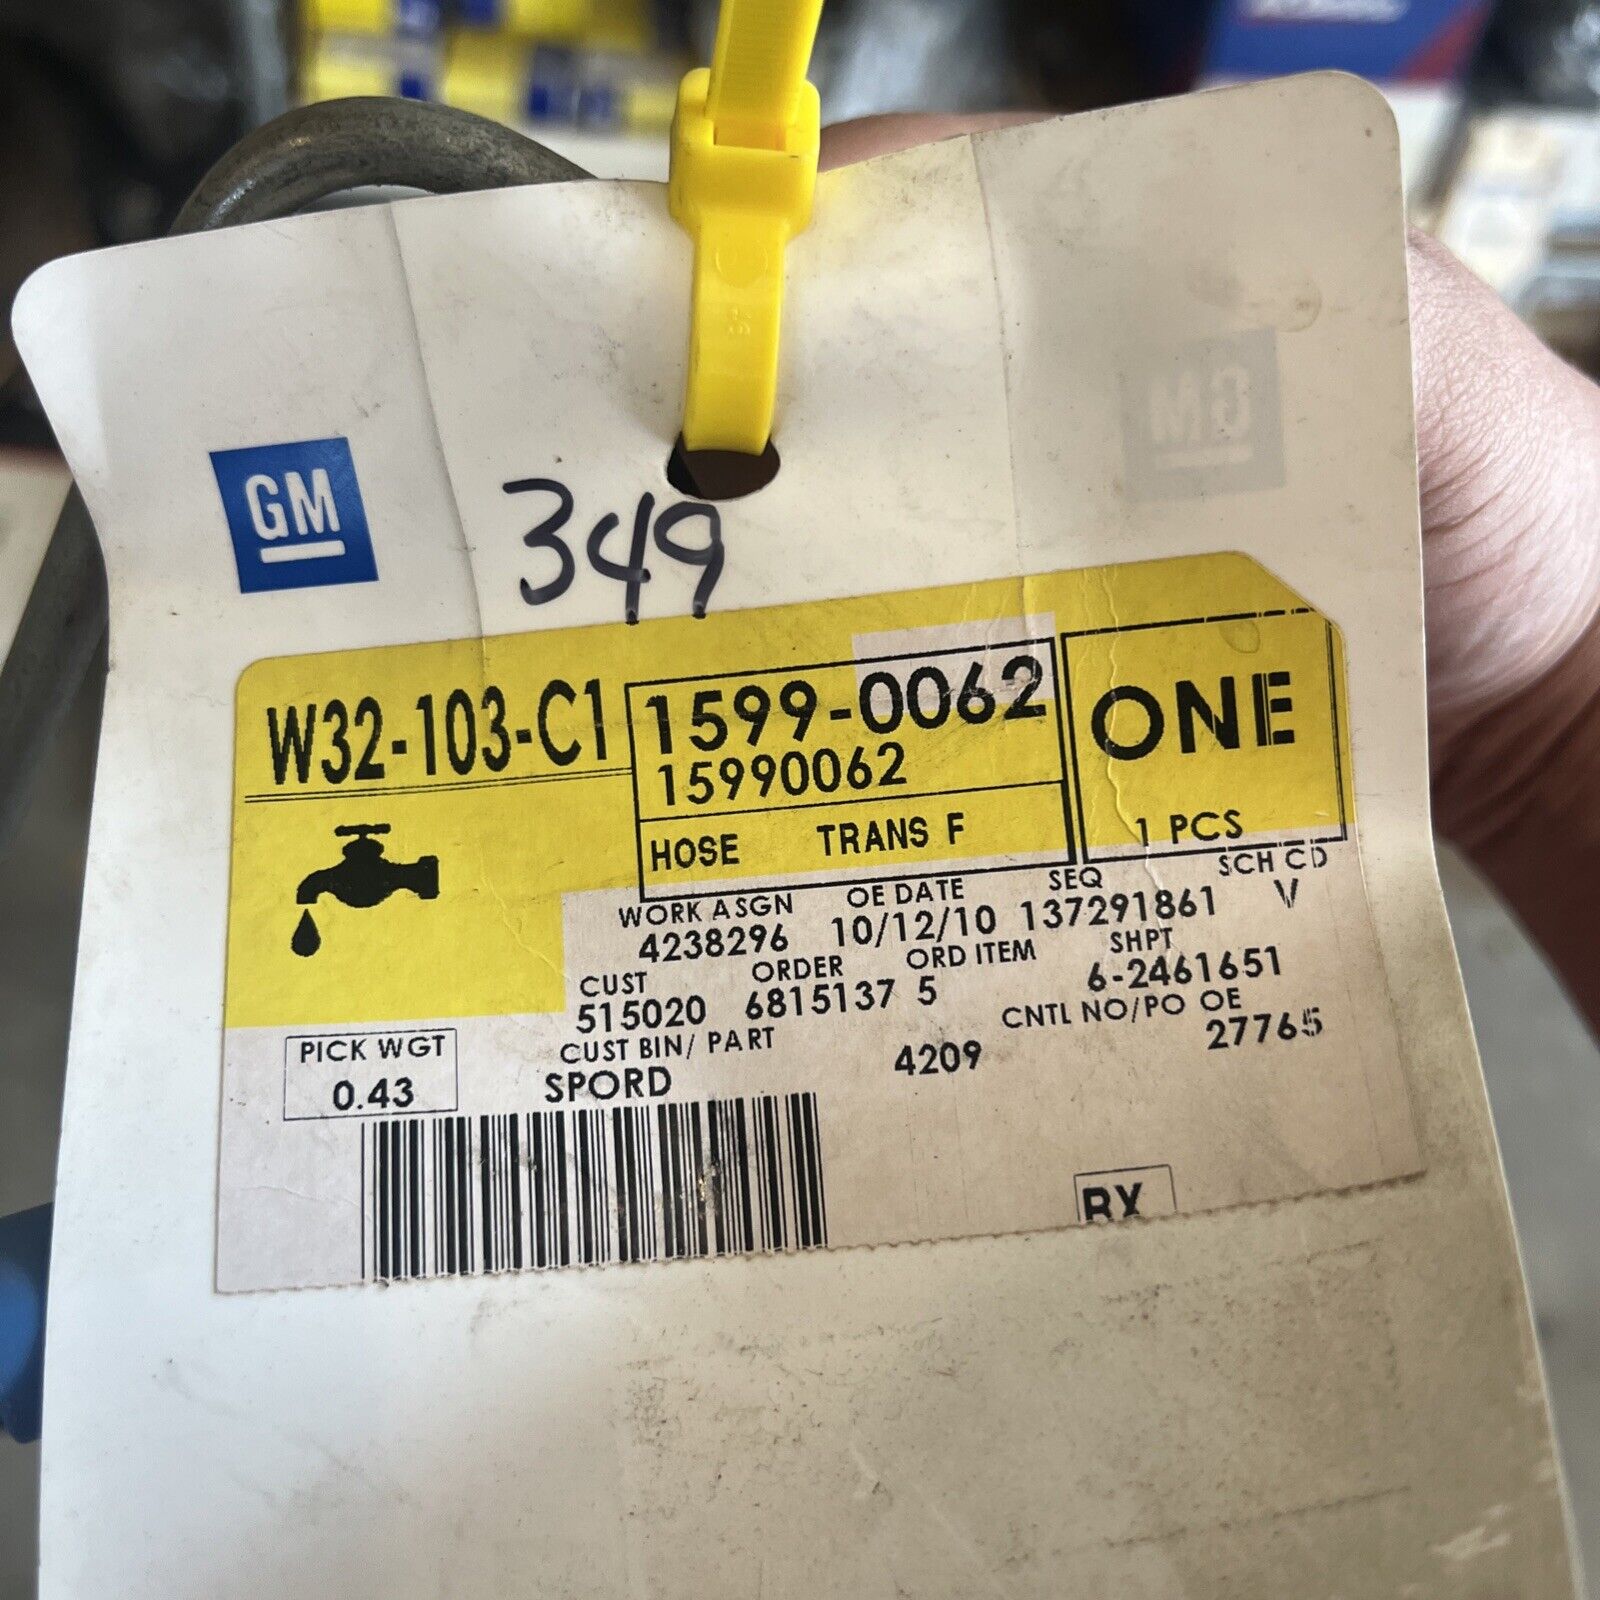 GM
349
W32-103-C1
1599-0062
15990062
HOSE TRANS F
ONE
1 PCS
WORK ASGN OE DATE SEQ SCH CD
4238296 10/12/10 137291861 V
CUST ORDER ORD ITEM SHPT
515020 6815137 5 6-2461651
CUST BIN/ PART CNTL NO/PO OE
SPORD 4209 27765
PICK WGT
0.43
RX
GM